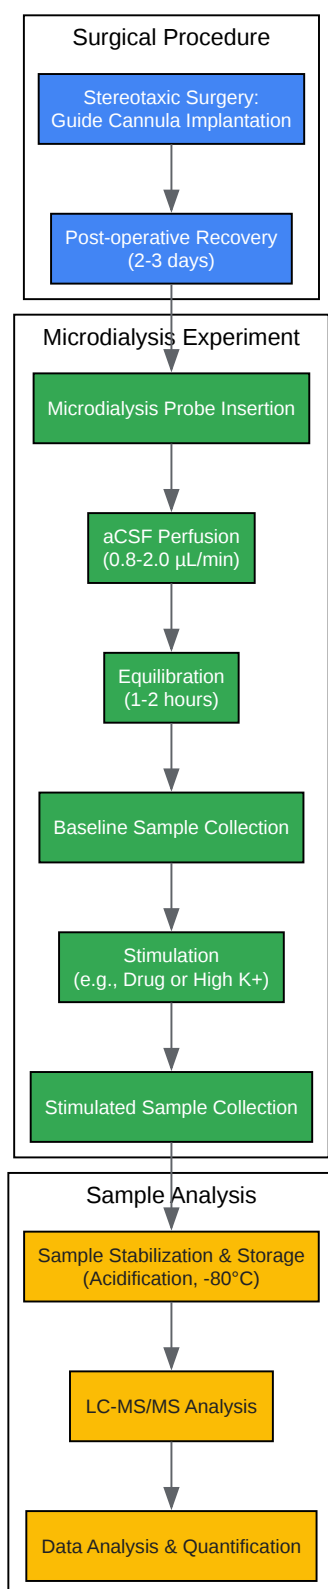 Surgical Procedure
Stereotaxic Surgery:
Guide Cannula Implantation
Post-operative Recovery
(2-3 days)
Microdialysis Experiment
Microdialysis Probe Insertion
aCSF Perfusion
(0.8-2.0 µL/min)
Equilibration
(1-2 hours)
Baseline Sample Collection
Stimulation
(e.g., Drug or High K+)
Stimulated Sample Collection
Sample Analysis
Sample Stabilization & Storage
(Acidification, -80°C)
LC-MS/MS Analysis
Data Analysis & Quantification